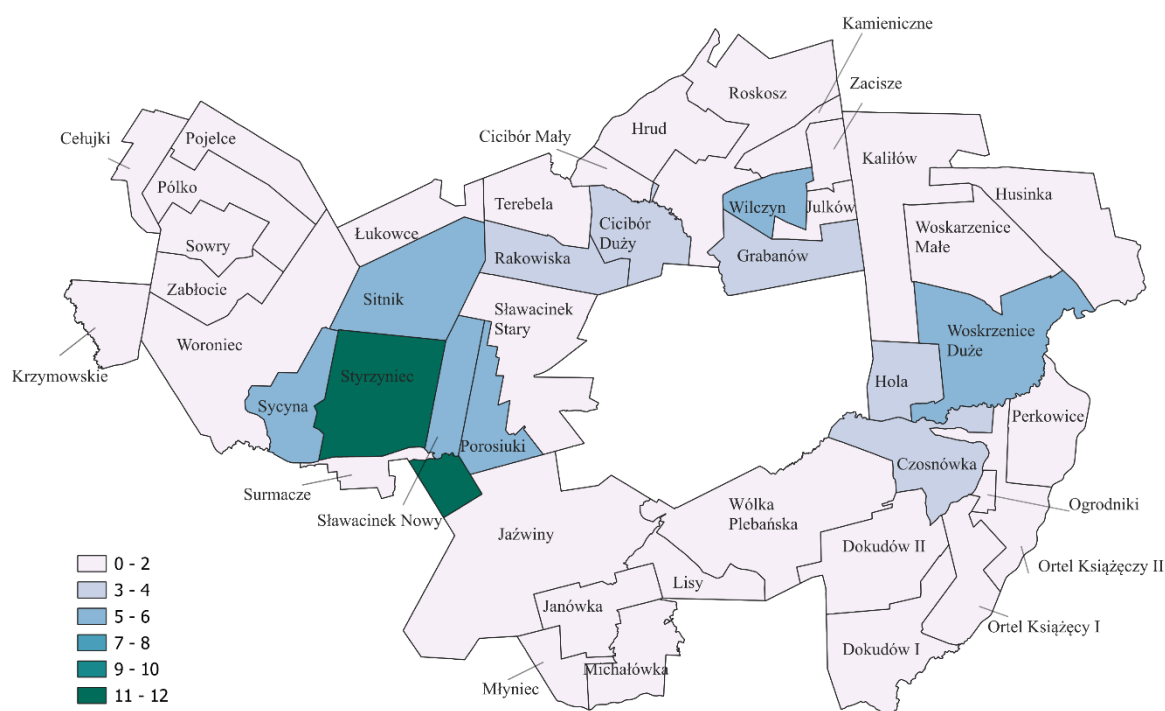 Kamieniczne
Zacisze
Roskosz
Hrud
Cicibór Mały
Pojelce
Cełujki
Kaliłów
Pólko
Husinka
Terebela
Wilczyn
Julków
Cicibór
Duży
Woskarzenice
Małe
Łukowce
Sowry
Rakowiska
Grabanów
Zabłocie
Sitnik
Sławacinek
Stary
Woskrzenice
Duże
Woroniec
Krzymowskie
Styrzyniec
Hola
Sycyna
Perkowice
Porosiuki
Czosnówka
Surmacze
Ogrodniki
Sławacinek Nowy
Wólka
Plebańska
Jaźwiny
Dokudów II
Ortel Książęczy II
Lisy
Janówka
Ortel Książęcy I
Dokudów I
Michałówka
Młyniec
0 - 2
3 - 4
5 - 6
7 - 8
9 - 10
11 - 12